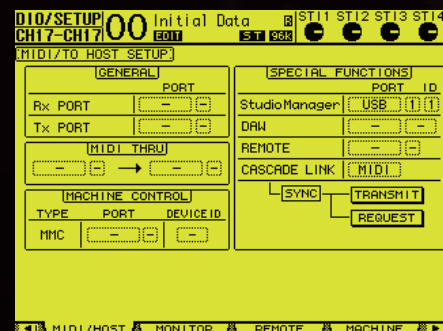 DIO/SETUP 00 Initial Data ST1 ST2 ST3 ST4
CH17-CH17 EDIT ST 96K
MIDI/TO HOST SETUP
GENERAL
PORT
Rx PORT - -
Tx PORT - -
MIDI THRU
- - → - -
MACHINE CONTROL
TYPE PORT DEVICE ID
MMC - - -
SPECIAL FUNCTIONS
PORT ID
StudioManager USB 1 1
DAW - -
REMOTE - -
CASCADE LINK MIDI
SYNC TRANSMIT
REQUEST
MIDI/HOST MONITOR REMOTE MACHINE